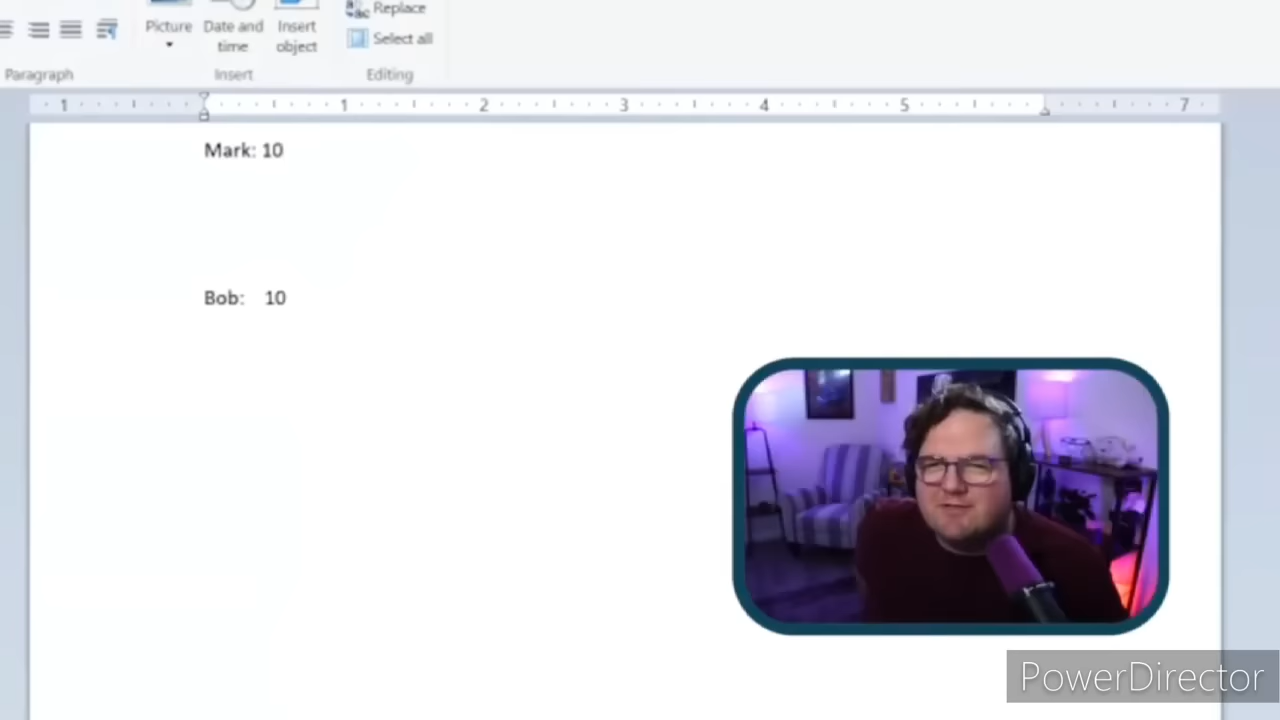 Replace
Picture
Date and
time
Insert
object
Select all
Paragraph
Insert
Editing
1 1 2 3 4 5 7
Mark: 10
Bob: 10
PowerDirector